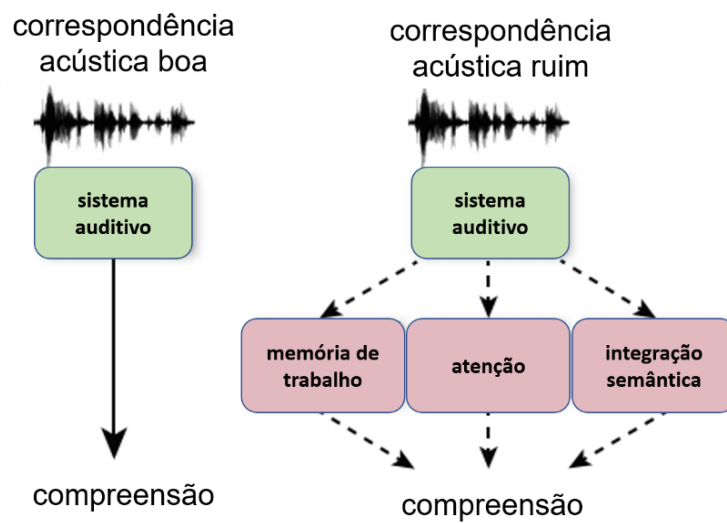 correspondência
acústica boa
sistema
auditivo
compreensão
correspondência
acústica ruim
sistema
auditivo
memória de
trabalho
atenção
integração
semântica
compreensão